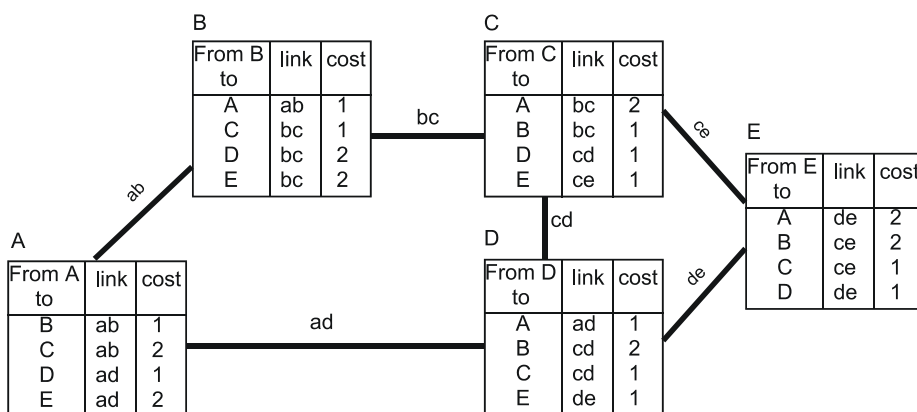 B
From B to link cost
A ab 1
C bc 1
D bc 2
E bc 2
bc
C
From C to link cost
A bc 2
B bc 1
D cd 1
E ce 1
ce
E
From E to link cost
A de 2
B ce 2
C ce 1
D de 1
ab
cd
A
From A to link cost
B ab 1
C ab 2
D ad 1
E ad 2
ad
D
From D to link cost
A ad 1
B cd 2
C cd 1
E de 1
de